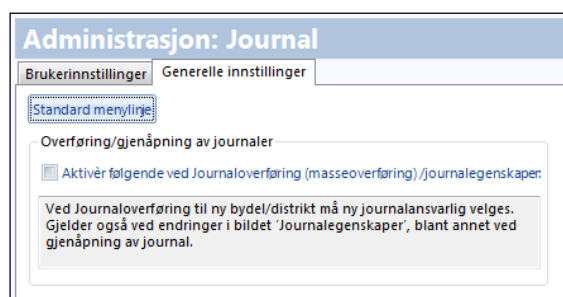 Administrasjon: Journal
Brukerinnstillinger Generelle innstillinger
Standard menylinje
Overføring/gjenåpning av journaler
Aktivèr følgende ved Journaloverføring (masseoverføring) /journalegenskaper:
Ved Journaloverføring til ny bydel/distrikt må ny journalansvarlig velges.
Gjelder også ved endringer i bildet 'Journalegenskaper', blant annet ved
gjenåpning av journal.